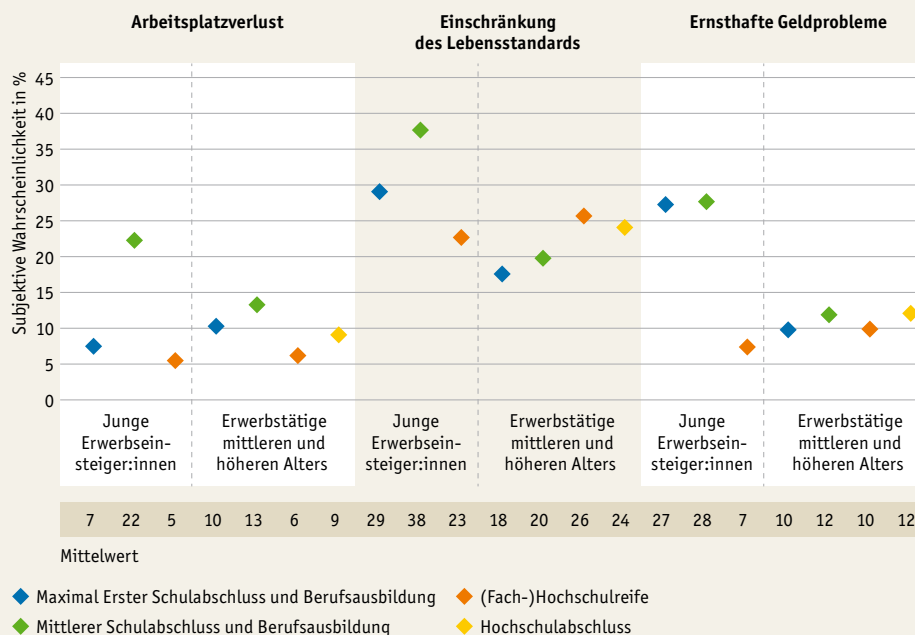 Arbeitsplatzverlust
Einschränkung
des Lebensstandards
Ernsthafte Geldprobleme
Subjektive Wahrscheinlichkeit in %
45
40
35
30
25
20
15
10
5
0
Junge
Erwerbsein-
steiger:innen
Erwerbstätige
mittleren und
höheren Alters
Junge
Erwerbsein-
steiger:innen
Erwerbstätige
mittleren und
höheren Alters
Junge
Erwerbsein-
steiger:innen
Erwerbstätige
mittleren und
höheren Alters
7 22 5 10 13 6 9 29 38 23 18 20 26 24 27 28 7 10 12 10 12
Mittelwert
Maximal Erster Schulabschluss und Berufsausbildung
(Fach-)Hochschulreife
Mittlerer Schulabschluss und Berufsausbildung
Hochschulabschluss